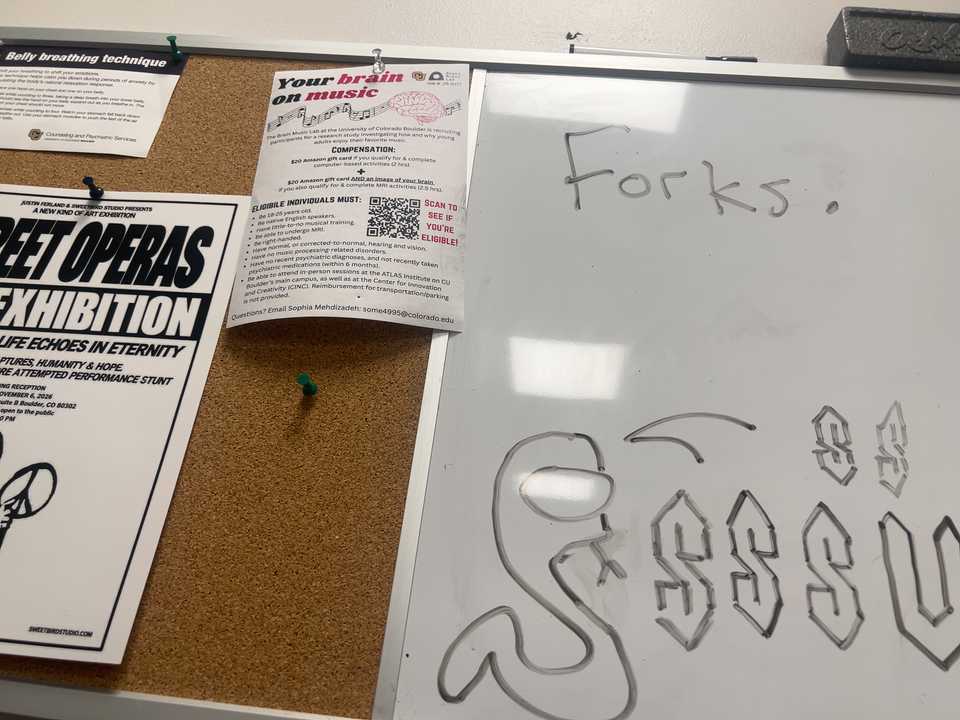 Belly breathing technique
Counseling and Psychiatric Services
JUSTIN FERLAND & SWEETBIRD STUDIO PRESENTS
A NEW KIND OF ART EXHIBITION
REET OPERAS
EXHIBITION
LIFE ECHOES IN ETERNITY
PTURES, HUMANITY & HOPE
RE ATTEMPTED PERFORMANCE STUNT
NG RECEPTION
OVEMBER 6, 2026
uite B Boulder, CO 80302
open to the public
0 PM
SWEETBIRDSTUDIO.COM
Your brain
on music
The Brain Music Lab at the University of Colorado Boulder is recruiting
participants for a research study investigating how and why young
adults enjoy their favorite music.
COMPENSATION:
$20 Amazon gift card if you qualify for & complete
computer-based activities (2 hrs).
+
$20 Amazon gift card AND an image of your brain
if you also qualify for & complete MRI activities (2.5 hrs).
ELIGIBLE INDIVIDUALS MUST:
• Be 18-25 years old.
• Be native English speakers.
• Have little-to-no musical training.
• Be able to undergo MRI.
• Be right-handed.
• Have normal, or corrected-to-normal, hearing and vision.
• Have no music processing-related disorders.
• Have no recent psychiatric diagnoses, and not recently taken
psychiatric medications (within 6 months).
• Be able to attend in-person sessions at the ATLAS Institute on CU
Boulder's main campus, as well as at the Center for Innovation
and Creativity (CINC). Reimbursement for transportation/parking
is not provided.
SCAN TO
SEE IF
YOU'RE
ELIGIBLE!
Questions? Email Sophia Mehdizadeh: some4995@colorado.edu
Forks.
S S
S S S U